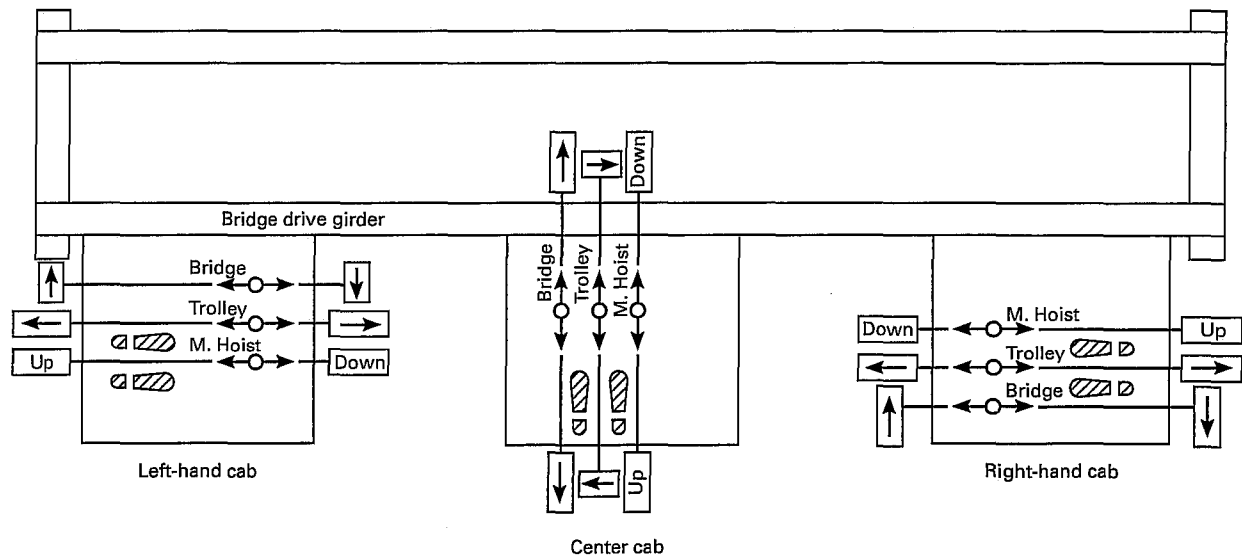 Down
Bridge drive girder
Bridge
Trolley
M. Hoist
Up
Down
Left-hand cab
Bridge
Trolley
M. Hoist
Up
Center cab
M. Hoist
Down
Up
Trolley
Bridge
Right-hand cab